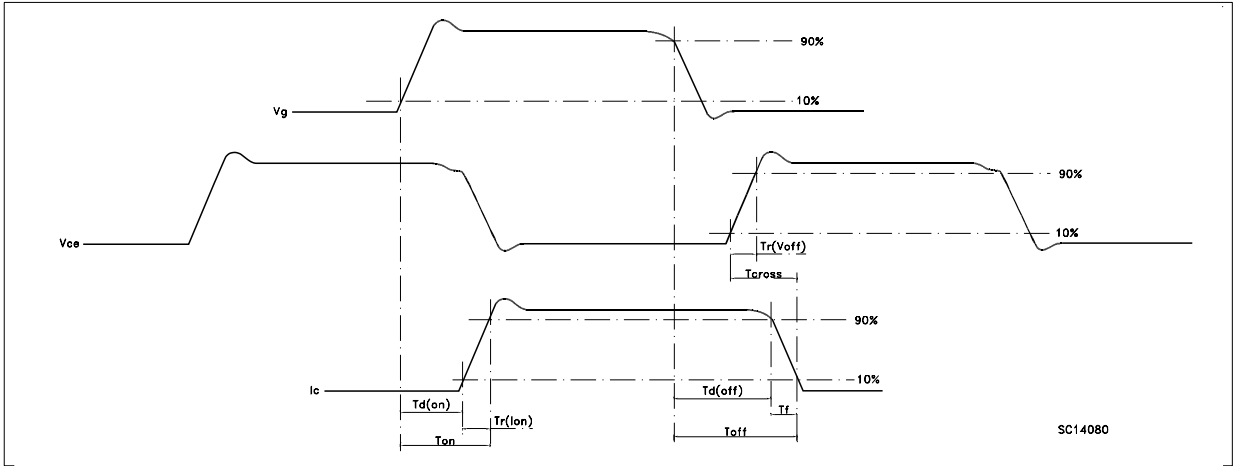 90%
10%
Vg
90%
Vce
10%
Tr(Voff)
Tcross
90%
10%
Ic
Td(on)
Td(off)
Tr(Ion)
Tf
Ton
Toff
SC14080